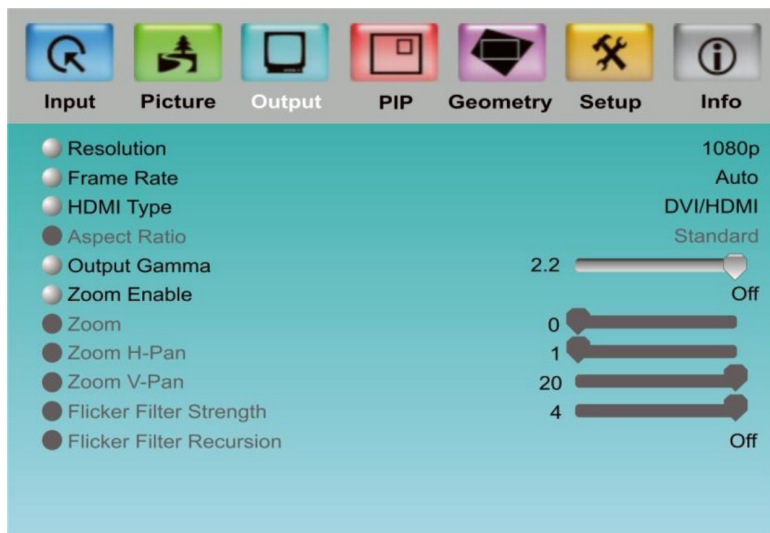 Input Picture Output PIP Geometry Setup Info
Resolution 1080p
Frame Rate Auto
HDMI Type DVI/HDMI
Aspect Ratio Standard
Output Gamma 2.2
Zoom Enable Off
Zoom 0
Zoom H-Pan 1
Zoom V-Pan 20
Flicker Filter Strength 4
Flicker Filter Recursion Off